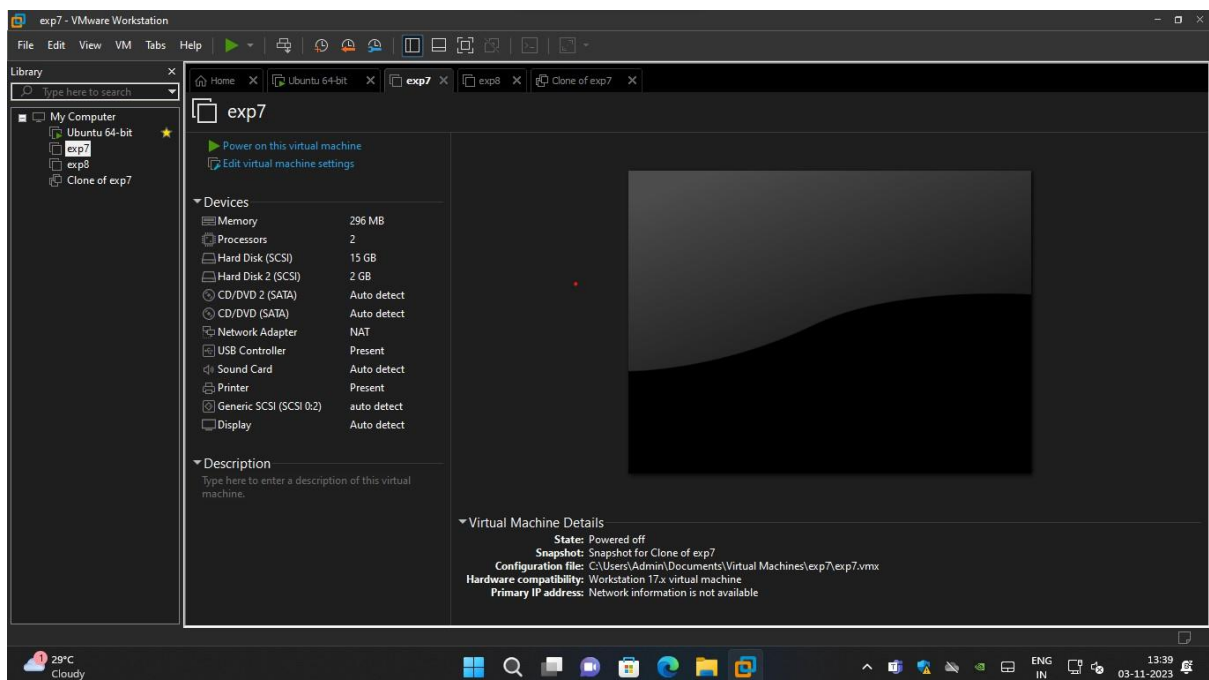 exp7 - VMware Workstation
File Edit View VM Tabs Help
Library
Type here to search
My Computer
Ubuntu 64-bit
exp7
exp8
Clone of exp7
Home Ubuntu 64-bit exp7 exp8 Clone of exp7
exp7
Power on this virtual machine
Edit virtual machine settings
Devices
Memory 296 MB
Processors 2
Hard Disk (SCSI) 15 GB
Hard Disk 2 (SCSI) 2 GB
CD/DVD 2 (SATA) Auto detect
CD/DVD (SATA) Auto detect
Network Adapter NAT
USB Controller Present
Sound Card Auto detect
Printer Present
Generic SCSI (SCSI 0:2) auto detect
Display Auto detect
Description
Type here to enter a description of this virtual
machine.
Virtual Machine Details
State: Powered off
Snapshot: Snapshot for Clone of exp7
Configuration file: C:\Users\Admin\Documents\Virtual Machines\exp7\exp7.vmx
Hardware compatibility: Workstation 17.x virtual machine
Primary IP address: Network information is not available
1
29°C
Cloudy
ENG
IN
13:39
03-11-2023